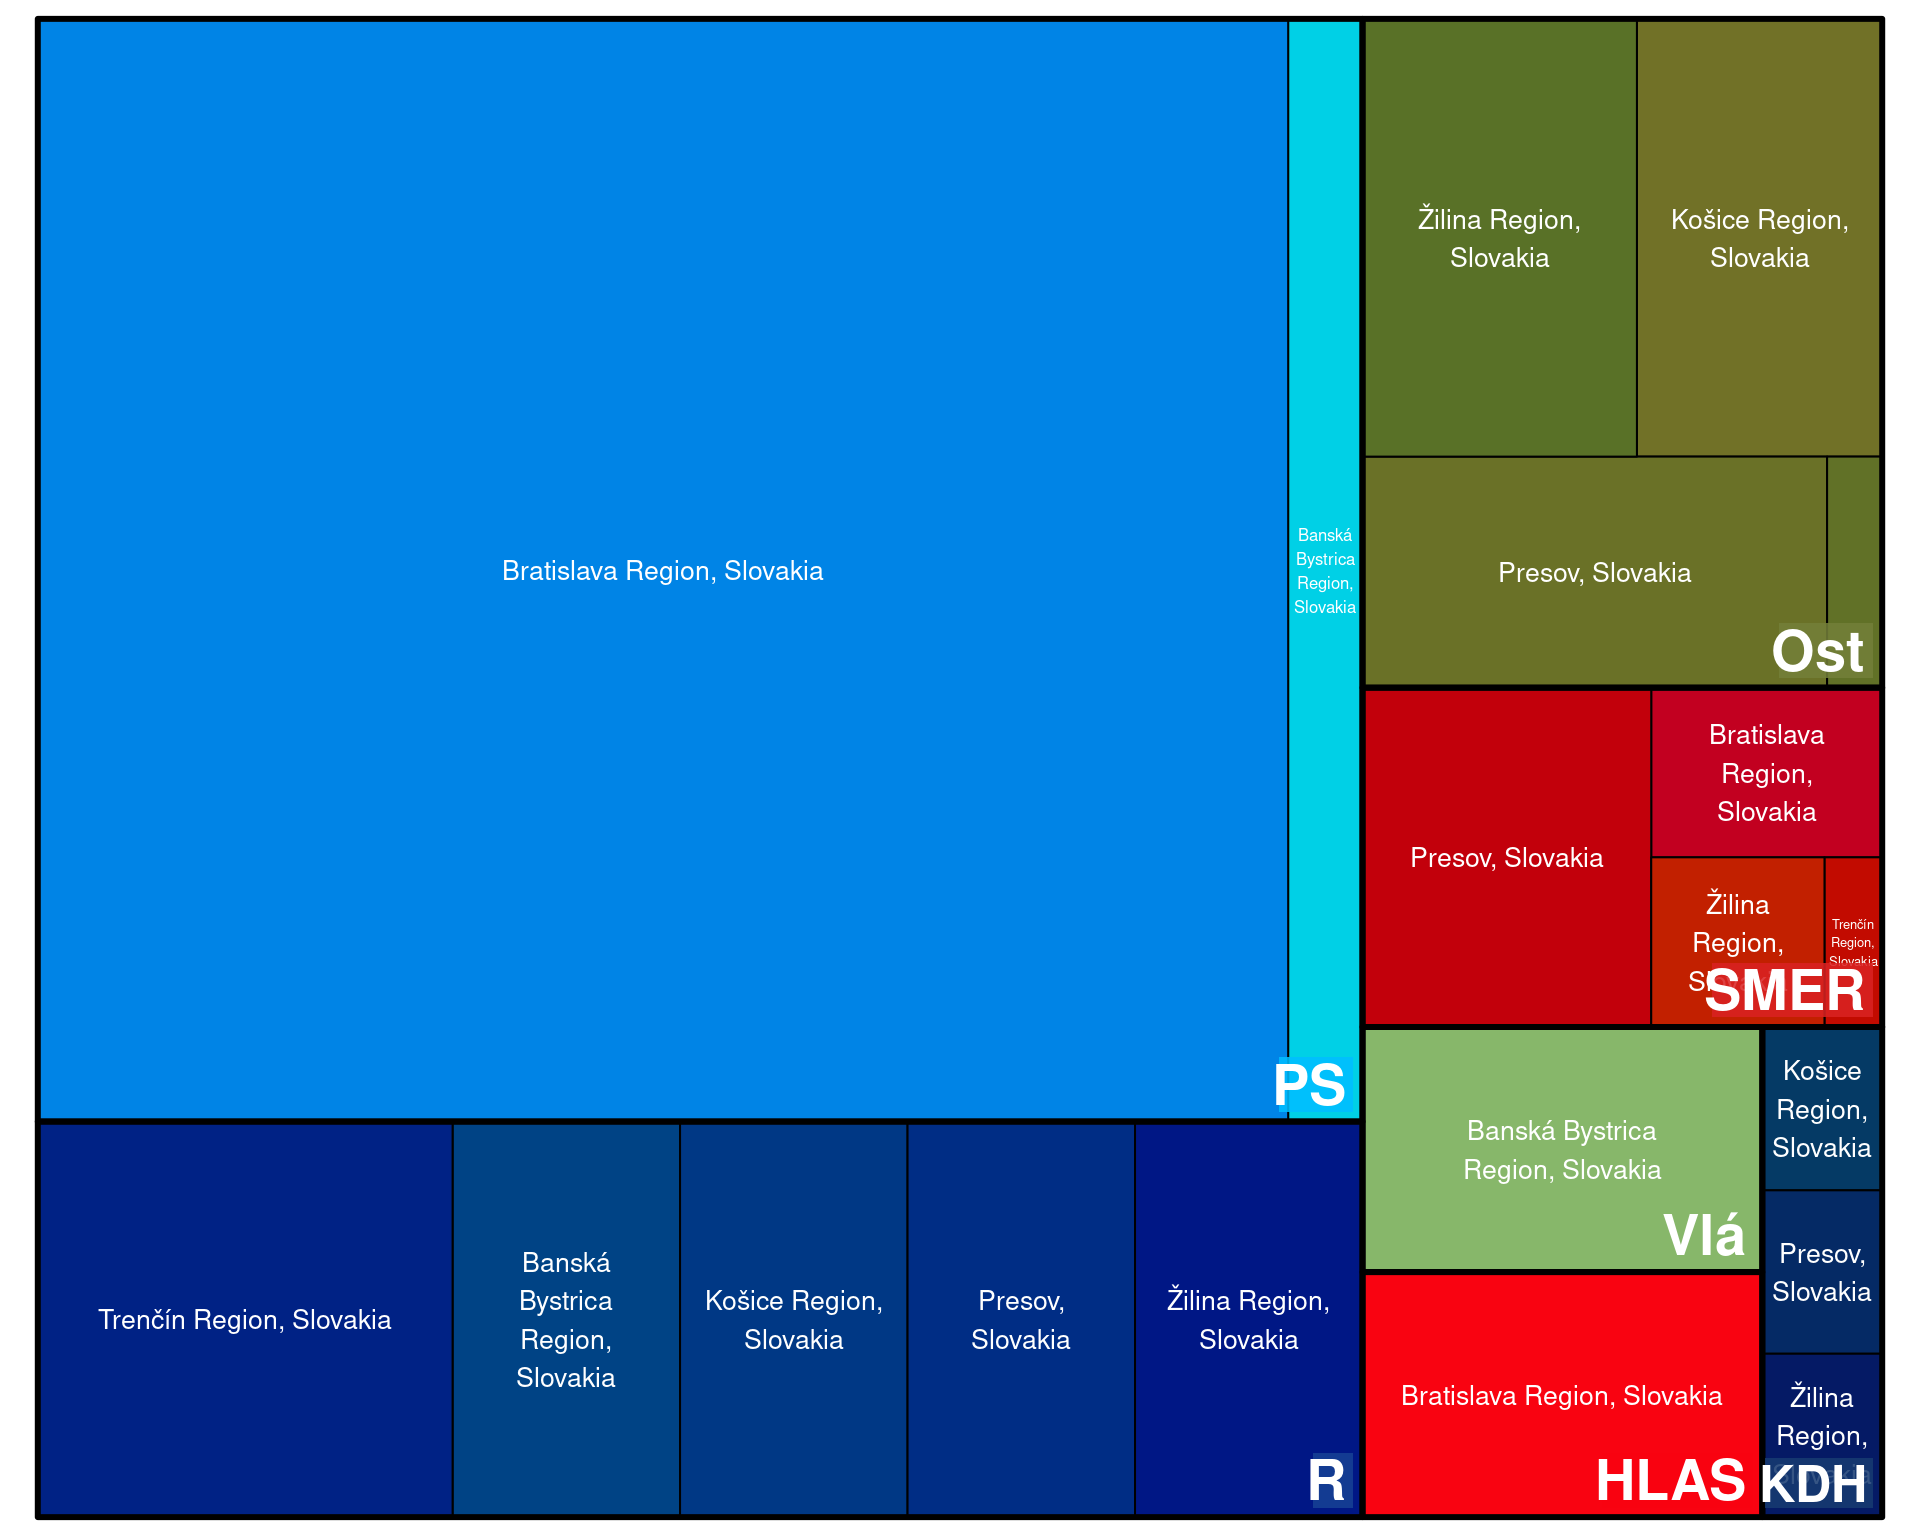 Bratislava Region, Slovakia
Banská
Bystrica
Region,
Slovakia
PS
Trenčín Region, Slovakia
Banská
Bystrica
Region,
Slovakia
Košice Region,
Slovakia
Presov,
Slovakia
Žilina Region,
Slovakia
R
Žilina Region,
Slovakia
Košice Region,
Slovakia
Presov, Slovakia
Ost
Presov, Slovakia
Bratislava
Region,
Slovakia
Žilina
Region,
Slovakia
Trenčín
Region,
Slovakia
SMER
Banská Bystrica
Region, Slovakia
Vlá
Bratislava Region, Slovakia
HLAS
Košice
Region,
Slovakia
Presov,
Slovakia
Žilina
Region,
Slovakia
KDH